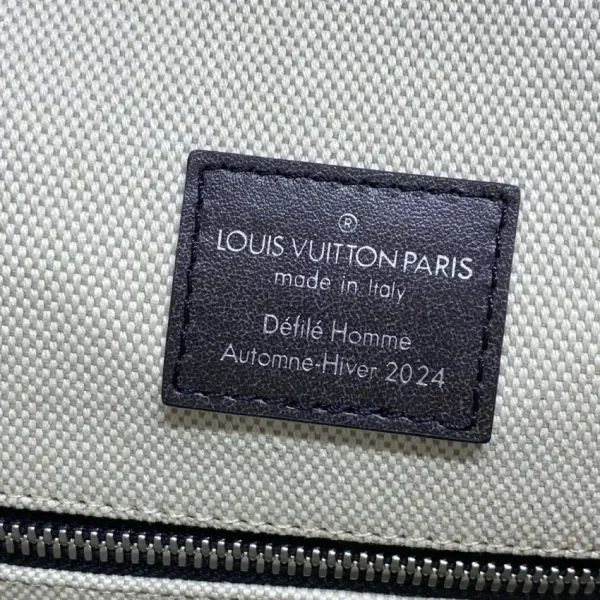 ®
LOUIS VUITTON PARIS
made in Italy
Défilé Homme
Automne-Hiver 2024